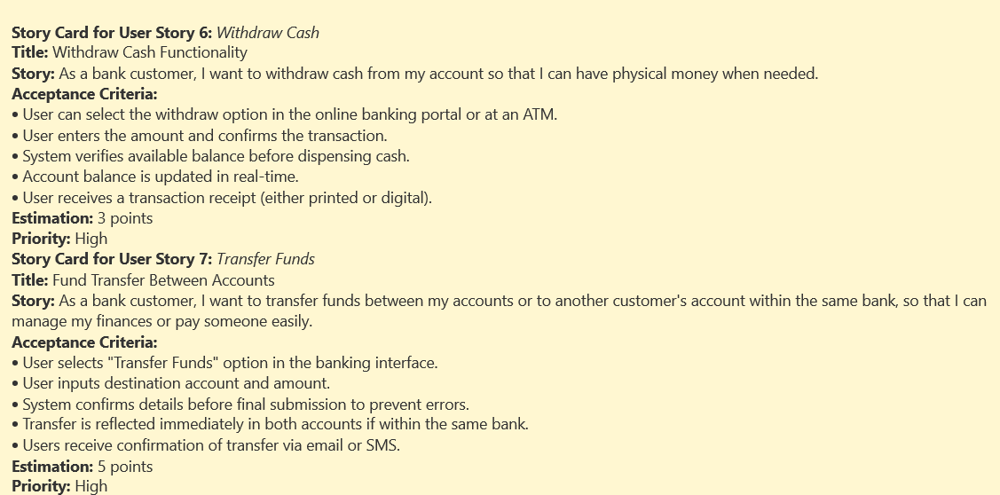 Story Card for User Story 6: Withdraw Cash
Title: Withdraw Cash Functionality
Story: As a bank customer, I want to withdraw cash from my account so that I can have physical money when needed.
Acceptance Criteria:
• User can select the withdraw option in the online banking portal or at an ATM.
• User enters the amount and confirms the transaction.
• System verifies available balance before dispensing cash.
• Account balance is updated in real-time.
• User receives a transaction receipt (either printed or digital).
Estimation: 3 points
Priority: High
Story Card for User Story 7: Transfer Funds
Title: Fund Transfer Between Accounts
Story: As a bank customer, I want to transfer funds between my accounts or to another customer's account within the same bank, so that I can
manage my finances or pay someone easily.
Acceptance Criteria:
• User selects "Transfer Funds" option in the banking interface.
• User inputs destination account and amount.
• System confirms details before final submission to prevent errors.
• Transfer is reflected immediately in both accounts if within the same bank.
• Users receive confirmation of transfer via email or SMS.
Estimation: 5 points
Priority: High